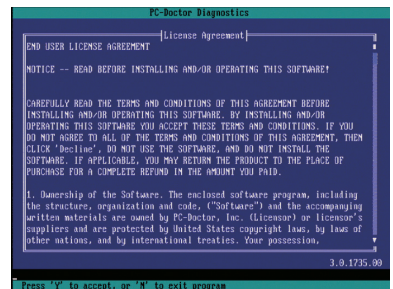 PC-Doctor Diagnostics
License Agreement
END USER LICENSE AGREEMENT
NOTICE -- READ BEFORE INSTALLING AND/OR OPERATING THIS SOFTWARE!
CAREFULLY READ THE TERMS AND CONDITIONS OF THIS AGREEMENT BEFORE
INSTALLING AND/OR OPERATING THIS SOFTWARE. BY INSTALLING AND/OR
OPERATING THIS SOFTWARE YOU ACCEPT THESE TERMS AND CONDITIONS. IF YOU
DO NOT AGREE TO ALL OF THE TERMS AND CONDITIONS OF THIS AGREEMENT, THEN
CLICK 'Decline', DO NOT USE THE SOFTWARE, AND DO NOT INSTALL THE
SOFTWARE. IF APPLICABLE, YOU MAY RETURN THE PRODUCT TO THE PLACE OF
PURCHASE FOR A COMPLETE REFUND IN THE AMOUNT YOU PAID.
1. Ownership of the Software. The enclosed software program, including
the structure, organization and code, ("Software") and the accompanying
written materials are owned by PC-Doctor, Inc. (Licensor) or licensor's
suppliers and are protected by United States copyright laws, by laws of
other nations, and by international treaties. Your possession,
3.0.1735.00
Press 'Y' to accept, or 'N' to exit program